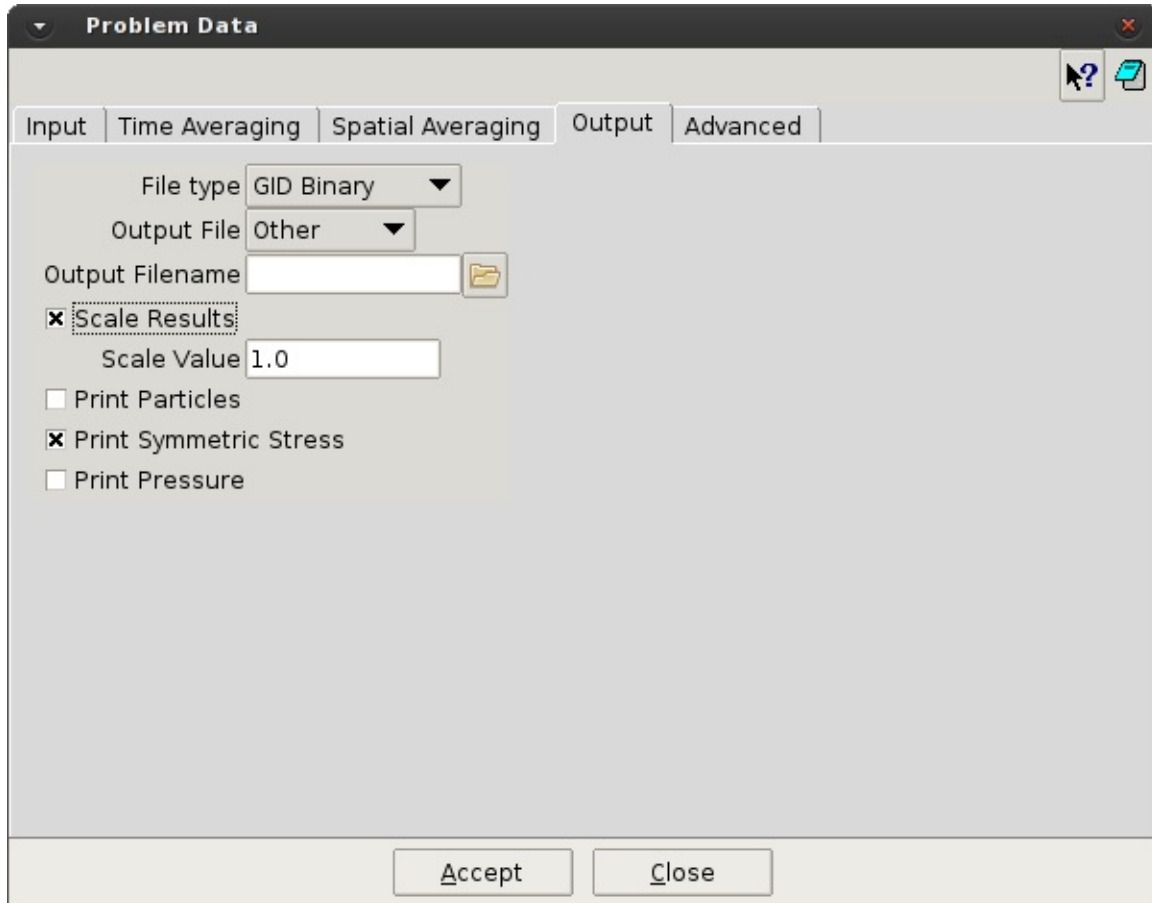 Problem Data
?
Input Time Averaging Spatial Averaging Output Advanced
File type GID Binary
Output File Other
Output Filename
Scale Results
Scale Value 1.0
Print Particles
Print Symmetric Stress
Print Pressure
Accept Close